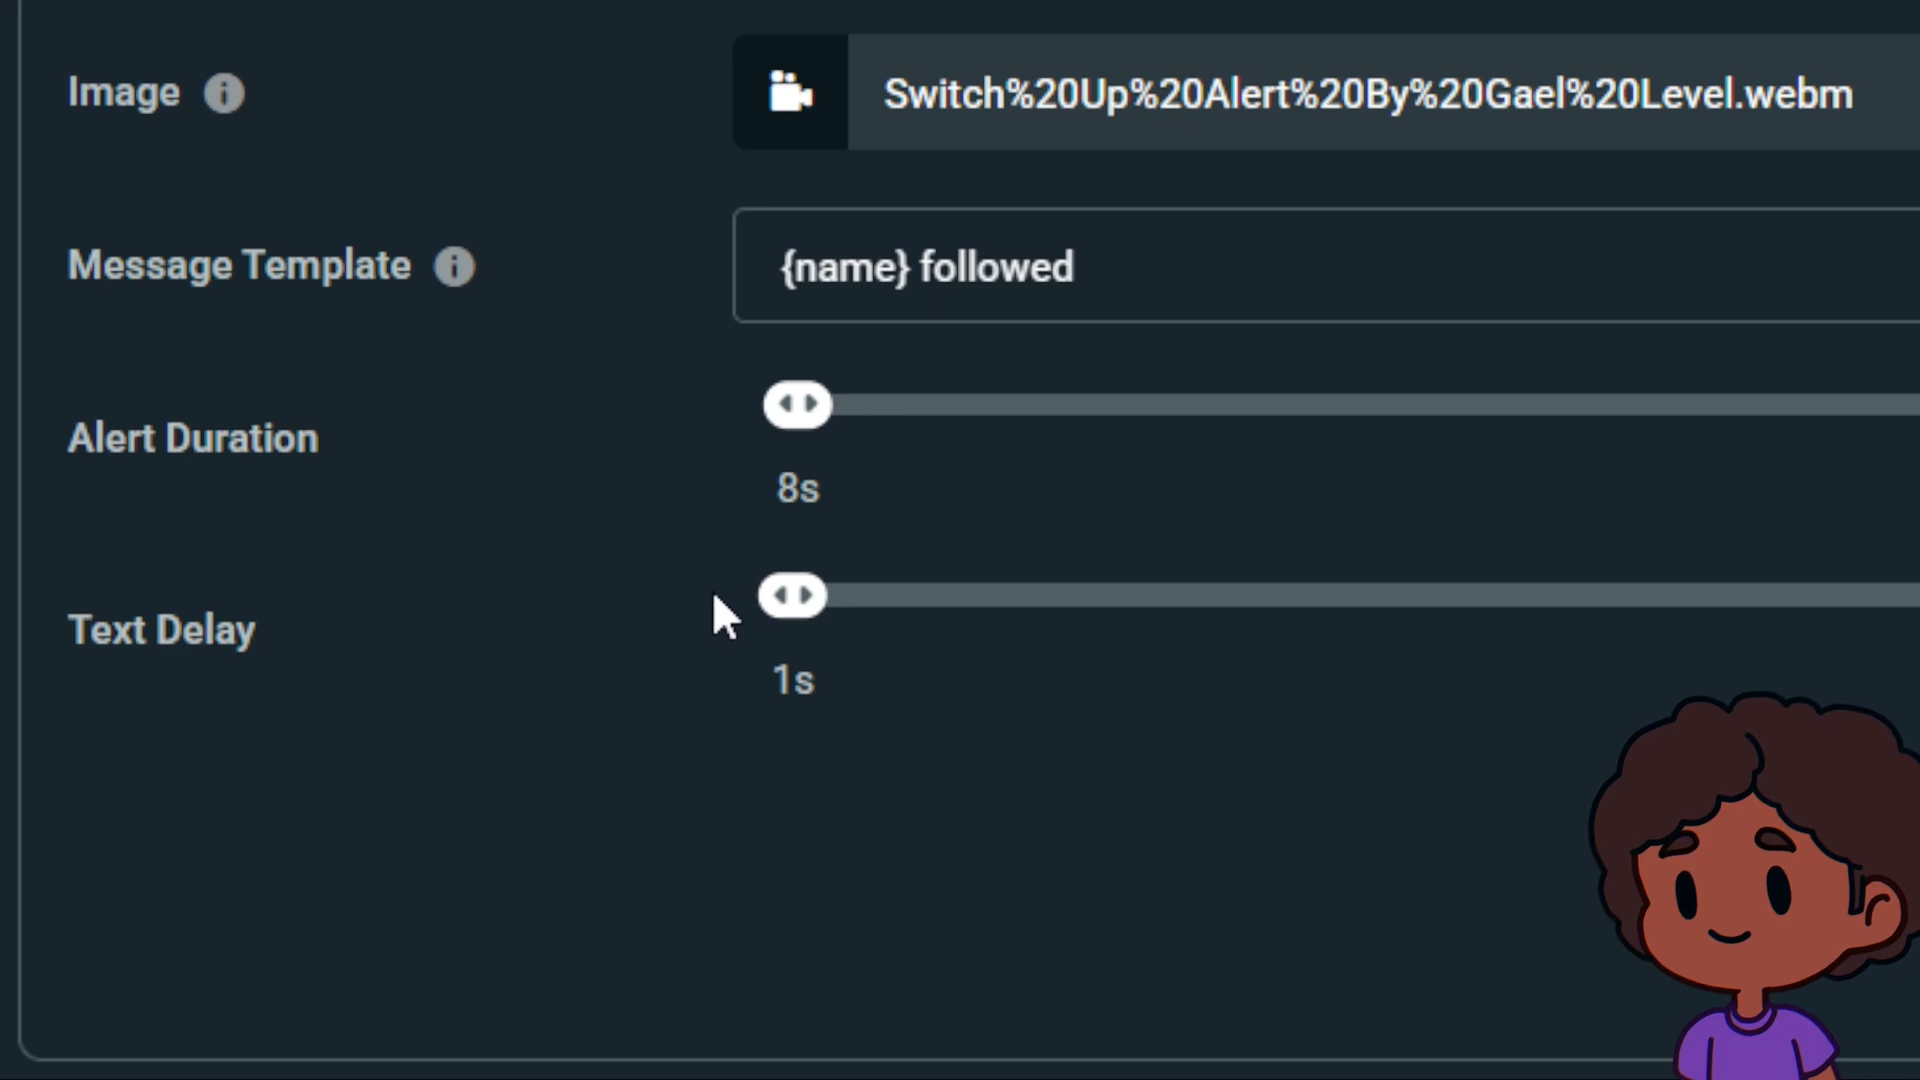 Image
Switch%20Up%20Alert%20By%20Gael%20Level.webm
Message Template
{name} followed
Alert Duration
8s
Text Delay
1s